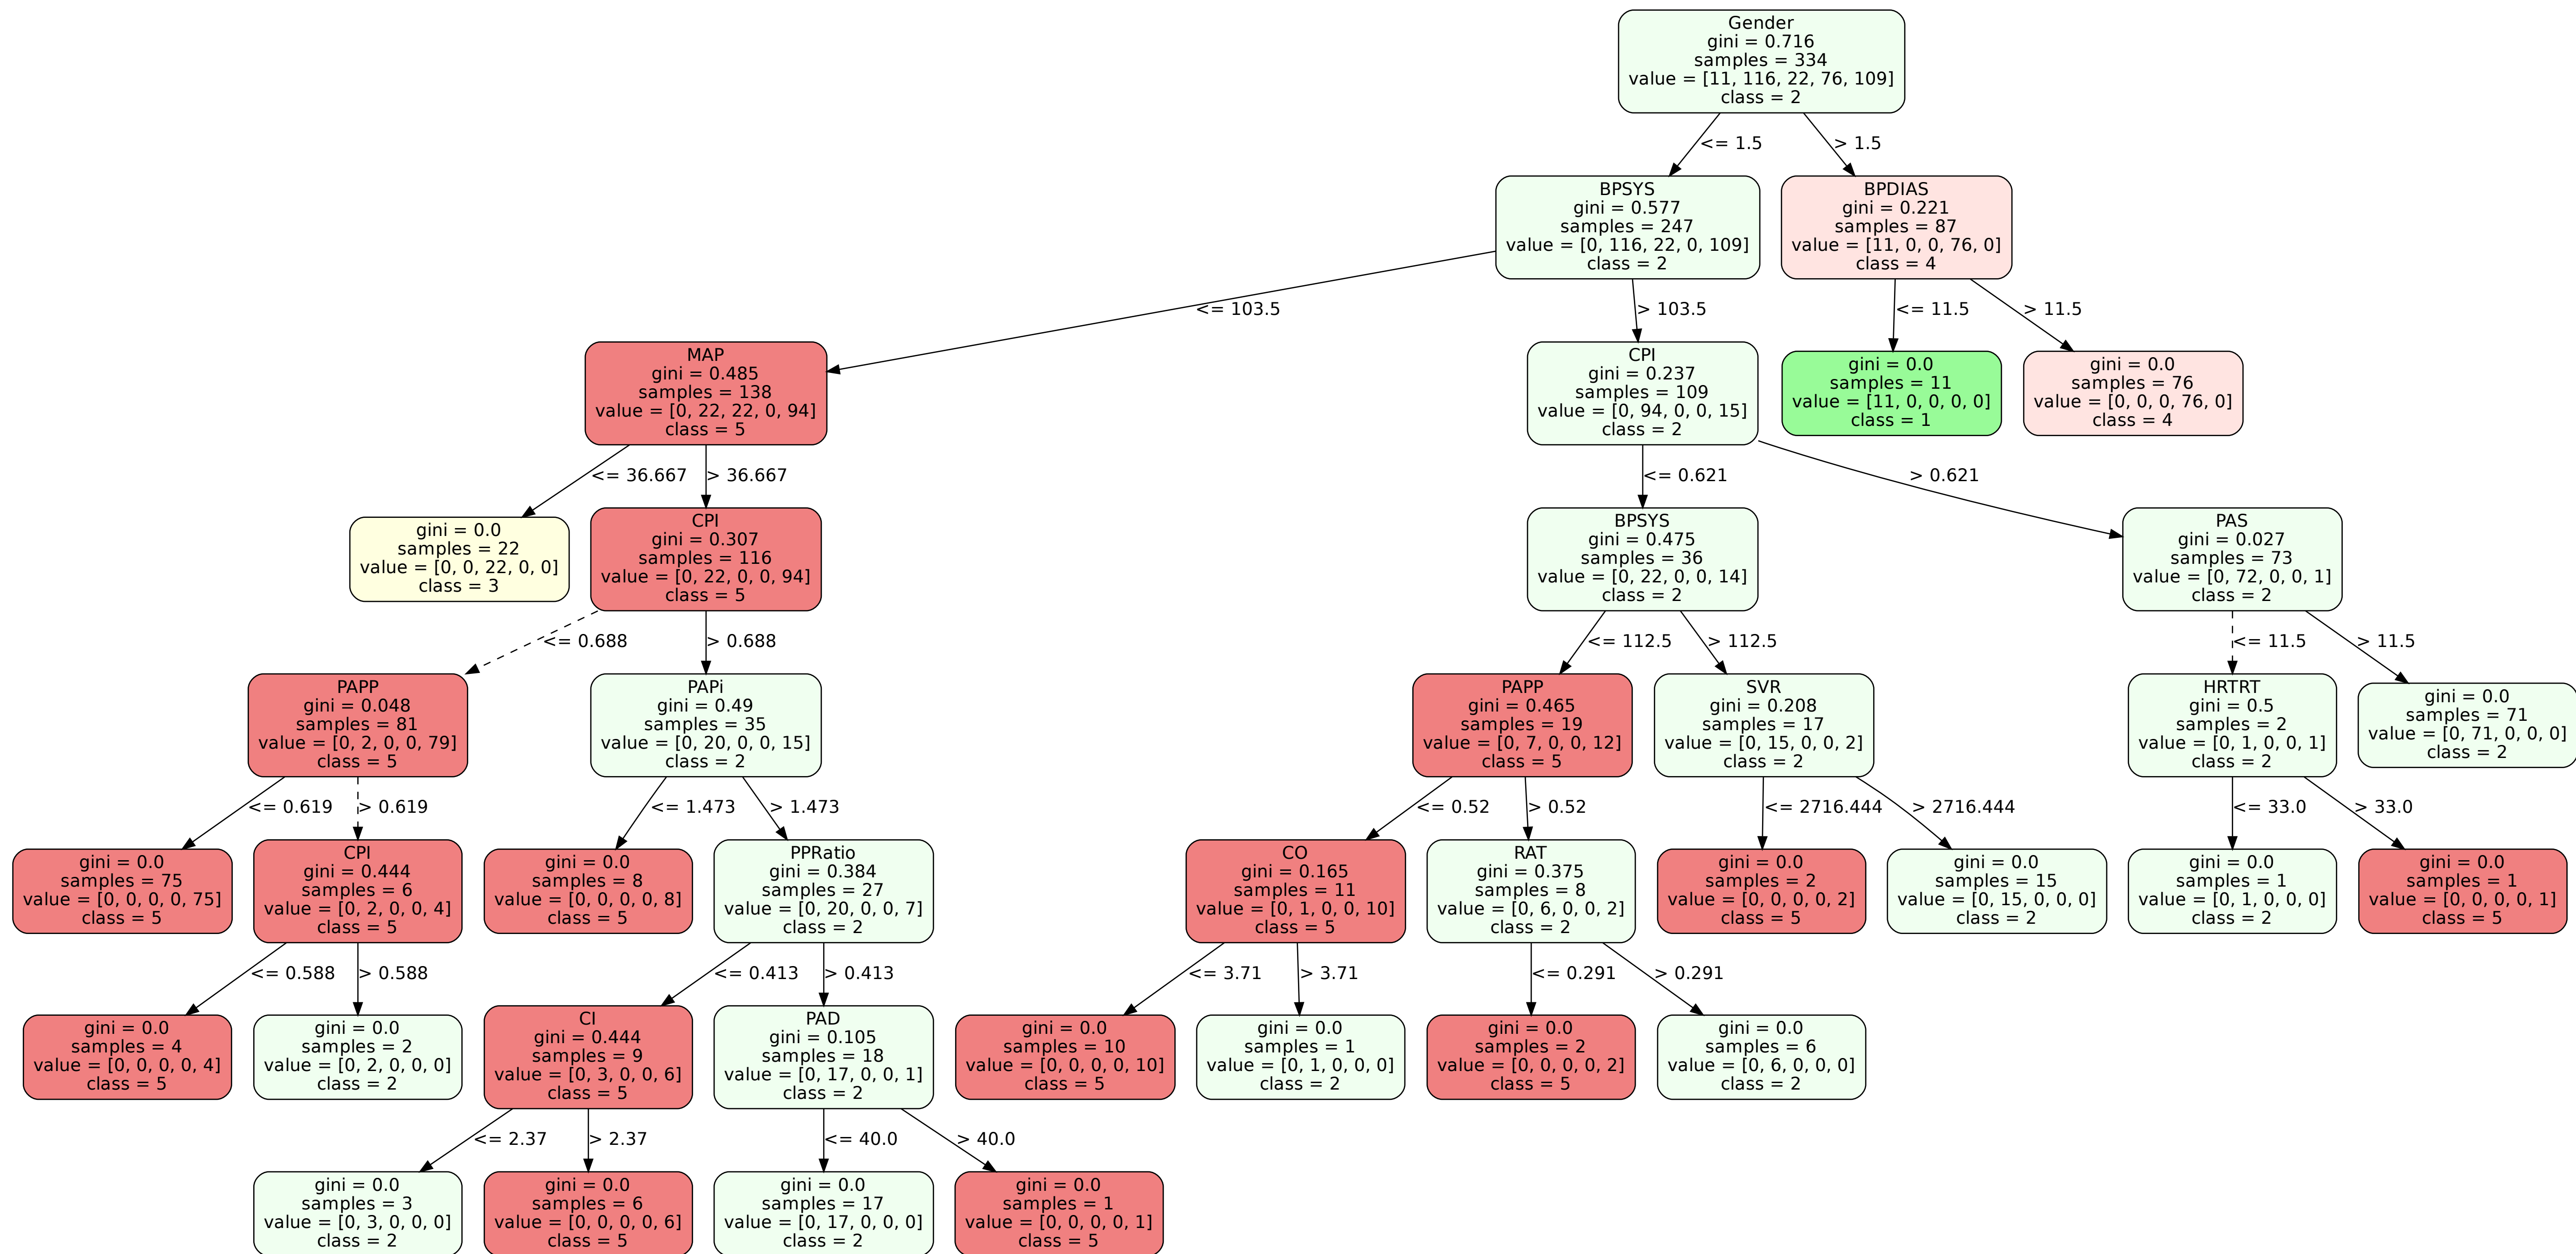 Gender
gini = 0.716
samples = 334
value = [11, 116, 22, 76, 109]
class = 2
<= 1.5
> 1.5
BPSYS
gini = 0.577
samples = 247
value = [0, 116, 22, 0, 109]
class = 2
BPDIAS
gini = 0.221
samples = 87
value = [11, 0, 0, 76, 0]
class = 4
<= 103.5
> 103.5
<= 11.5
> 11.5
MAP
gini = 0.485
samples = 138
value = [0, 22, 22, 0, 94]
class = 5
CPI
gini = 0.237
samples = 109
value = [0, 94, 0, 0, 15]
class = 2
gini = 0.0
samples = 11
value = [11, 0, 0, 0, 0]
class = 1
gini = 0.0
samples = 76
value = [0, 0, 0, 76, 0]
class = 4
<= 36.667
> 36.667
<= 0.621
> 0.621
gini = 0.0
samples = 22
value = [0, 0, 22, 0, 0]
class = 3
CPI
gini = 0.307
samples = 116
value = [0, 22, 0, 0, 94]
class = 5
BPSYS
gini = 0.475
samples = 36
value = [0, 22, 0, 0, 14]
class = 2
PAS
gini = 0.027
samples = 73
value = [0, 72, 0, 0, 1]
class = 2
<= 0.688
> 0.688
<= 112.5
> 112.5
<= 11.5
> 11.5
PAPP
gini = 0.048
samples = 81
value = [0, 2, 0, 0, 79]
class = 5
PAPi
gini = 0.49
samples = 35
value = [0, 20, 0, 0, 15]
class = 2
PAPP
gini = 0.465
samples = 19
value = [0, 7, 0, 0, 12]
class = 5
SVR
gini = 0.208
samples = 17
value = [0, 15, 0, 0, 2]
class = 2
HRTRT
gini = 0.5
samples = 2
value = [0, 1, 0, 0, 1]
class = 2
gini = 0.0
samples = 71
value = [0, 71, 0, 0, 0]
class = 2
<= 0.619
> 0.619
<= 1.473
> 1.473
<= 0.52
> 0.52
<= 2716.444
> 2716.444
<= 33.0
> 33.0
gini = 0.0
samples = 75
value = [0, 0, 0, 0, 75]
class = 5
CPI
gini = 0.444
samples = 6
value = [0, 2, 0, 0, 4]
class = 5
gini = 0.0
samples = 8
value = [0, 0, 0, 0, 8]
class = 5
PPRatio
gini = 0.384
samples = 27
value = [0, 20, 0, 0, 7]
class = 2
CO
gini = 0.165
samples = 11
value = [0, 1, 0, 0, 10]
class = 5
RAT
gini = 0.375
samples = 8
value = [0, 6, 0, 0, 2]
class = 2
gini = 0.0
samples = 2
value = [0, 0, 0, 0, 2]
class = 5
gini = 0.0
samples = 15
value = [0, 15, 0, 0, 0]
class = 2
gini = 0.0
samples = 1
value = [0, 1, 0, 0, 0]
class = 2
gini = 0.0
samples = 1
value = [0, 0, 0, 0, 1]
class = 5
<= 0.588
> 0.588
<= 0.413
> 0.413
<= 3.71
> 3.71
<= 0.291
> 0.291
gini = 0.0
samples = 4
value = [0, 0, 0, 0, 4]
class = 5
gini = 0.0
samples = 2
value = [0, 2, 0, 0, 0]
class = 2
CI
gini = 0.444
samples = 9
value = [0, 3, 0, 0, 6]
class = 5
PAD
gini = 0.105
samples = 18
value = [0, 17, 0, 0, 1]
class = 2
gini = 0.0
samples = 10
value = [0, 0, 0, 0, 10]
class = 5
gini = 0.0
samples = 1
value = [0, 1, 0, 0, 0]
class = 2
gini = 0.0
samples = 2
value = [0, 0, 0, 0, 2]
class = 5
gini = 0.0
samples = 6
value = [0, 6, 0, 0, 0]
class = 2
<= 2.37
> 2.37
<= 40.0
> 40.0
gini = 0.0
samples = 3
value = [0, 3, 0, 0, 0]
class = 2
gini = 0.0
samples = 6
value = [0, 0, 0, 0, 6]
class = 5
gini = 0.0
samples = 17
value = [0, 17, 0, 0, 0]
class = 2
gini = 0.0
samples = 1
value = [0, 0, 0, 0, 1]
class = 5